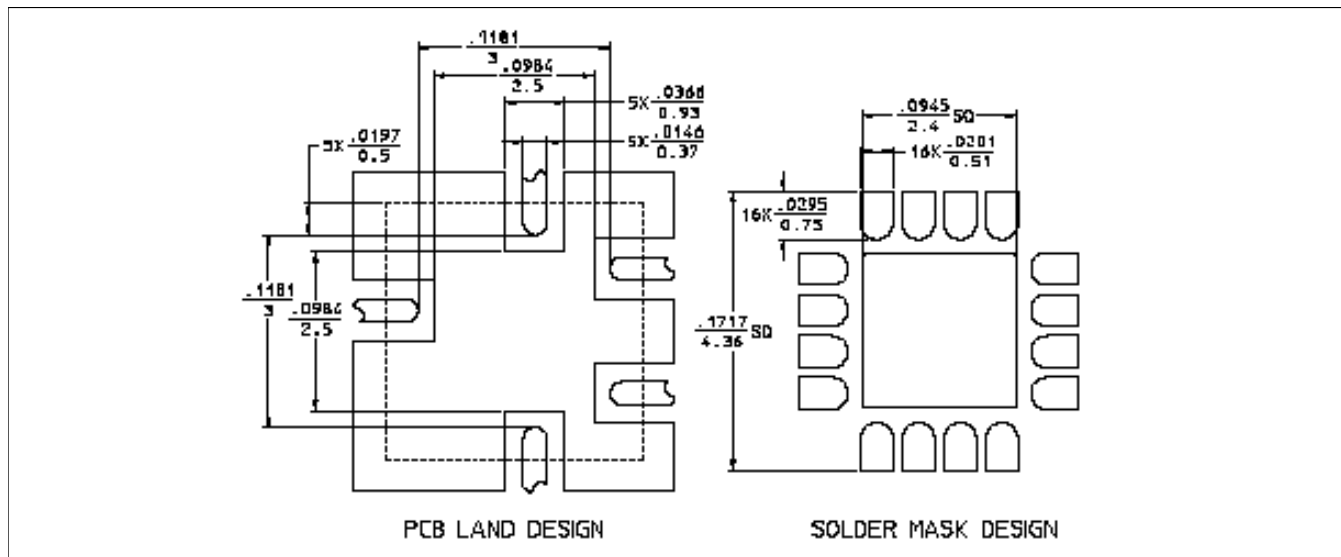 .1181
3
.0984
2.5
5X .0366
0.93
5X .0146
0.37
5X .0197
0.5
.1181
3
.0984
2.5
.0945 SQ
2.4
16X .0201
0.51
16X .0295
0.75
.1717 SQ
4.36
PCB LAND DESIGN
SOLDER MASK DESIGN